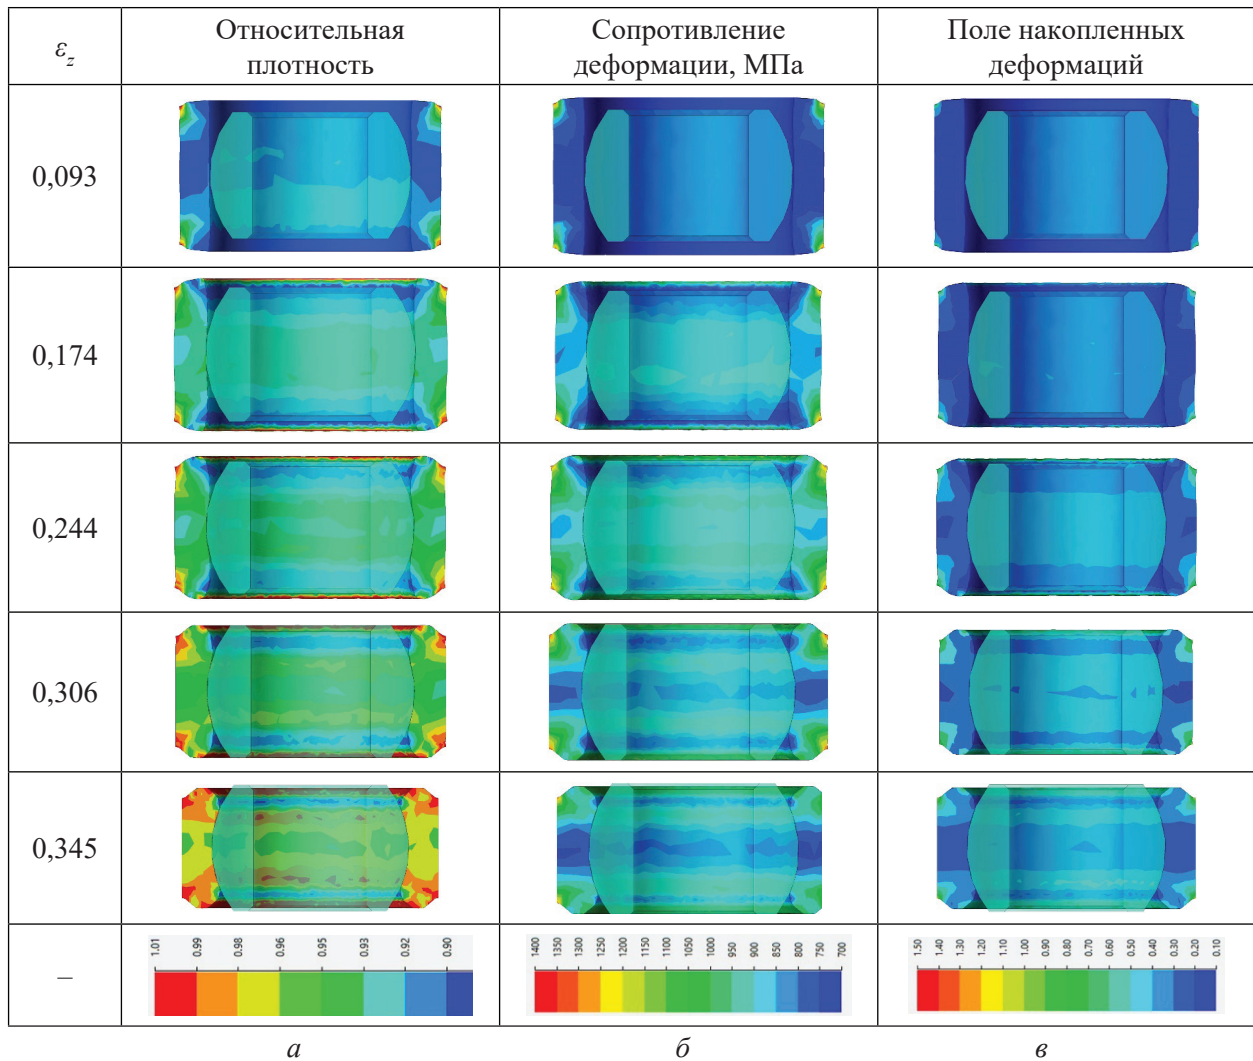 ε_z
Относительная
плотность
Сопротивление
деформации, МПа
Поле накопленных
деформаций
0,093
0,174
0,244
0,306
0,345
–
1.01 0.99 0.98 0.96 0.95 0.93 0.92 0.90
1400 1350 1300 1250 1200 1150 1100 1050 1000 950 900 850 800 750 700
1.50 1.40 1.30 1.20 1.10 1.00 0.90 0.80 0.70 0.60 0.50 0.40 0.30 0.20 0.10
а
б
в